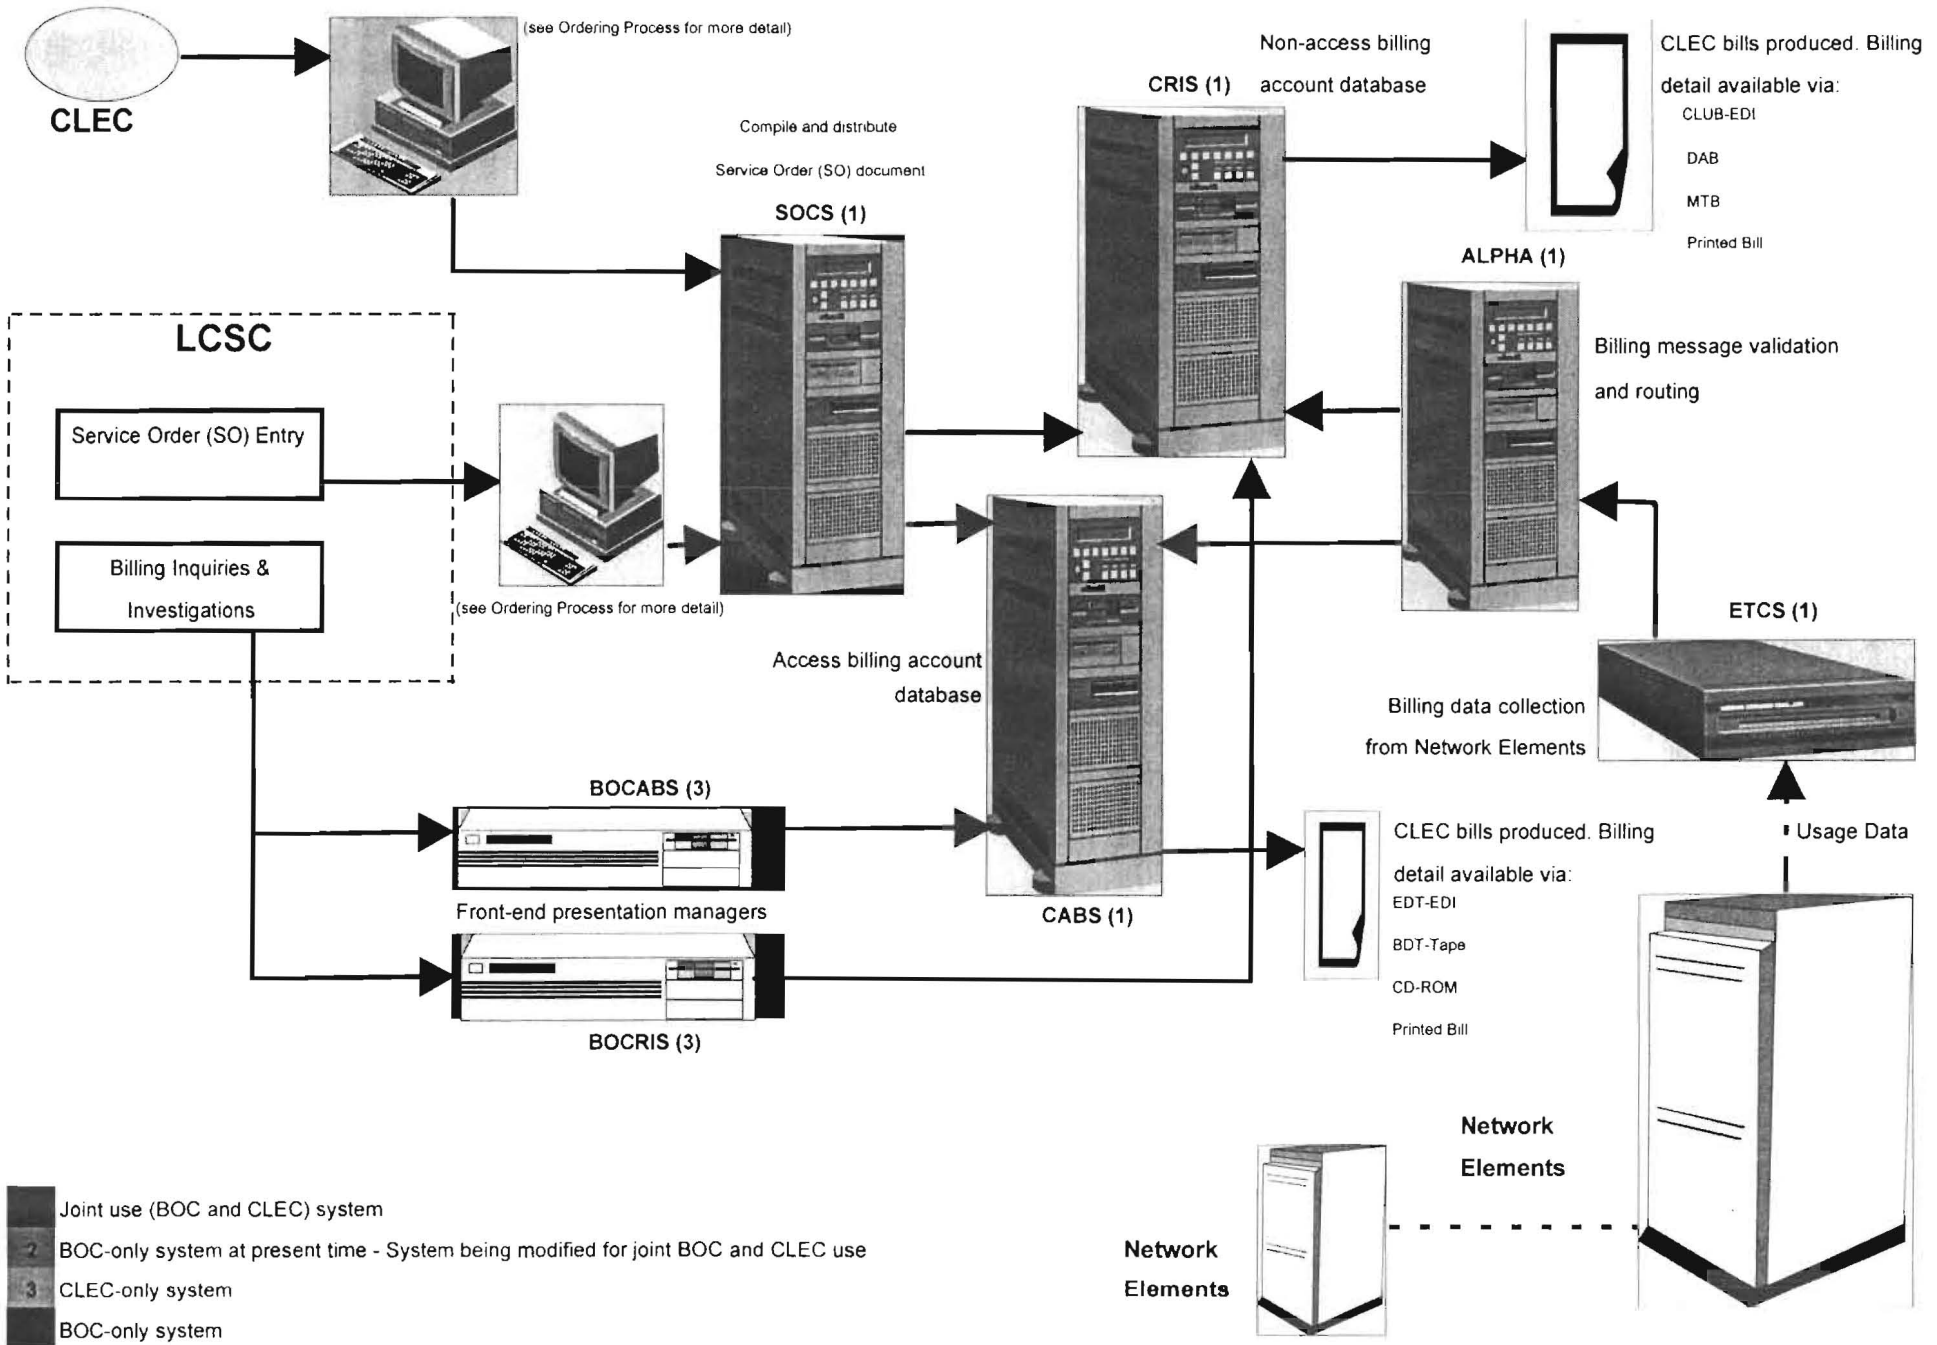 (see Ordering Process for more detail)
CLEC
Non-access billing
account database
CRIS (1)
CLEC bills produced. Billing
detail available via:
CLUB-EDI
DAB
MTB
Printed Bill
Compile and distribute
Service Order (SO) document
SOCS (1)
ALPHA (1)
Billing message validation
and routing
LCSC
Service Order (SO) Entry
Billing Inquiries &
Investigations
(see Ordering Process for more detail)
ETCS (1)
Access billing account
database
Billing data collection
from Network Elements
BOCABS (3)
Front-end presentation managers
BOCRIS (3)
CABS (1)
CLEC bills produced. Billing
detail available via:
EDT-EDI
BDT-Tape
CD-ROM
Printed Bill
Usage Data
Network
Elements
Network
Elements
Joint use (BOC and CLEC) system
2 BOC-only system at present time - System being modified for joint BOC and CLEC use
3 CLEC-only system
BOC-only system